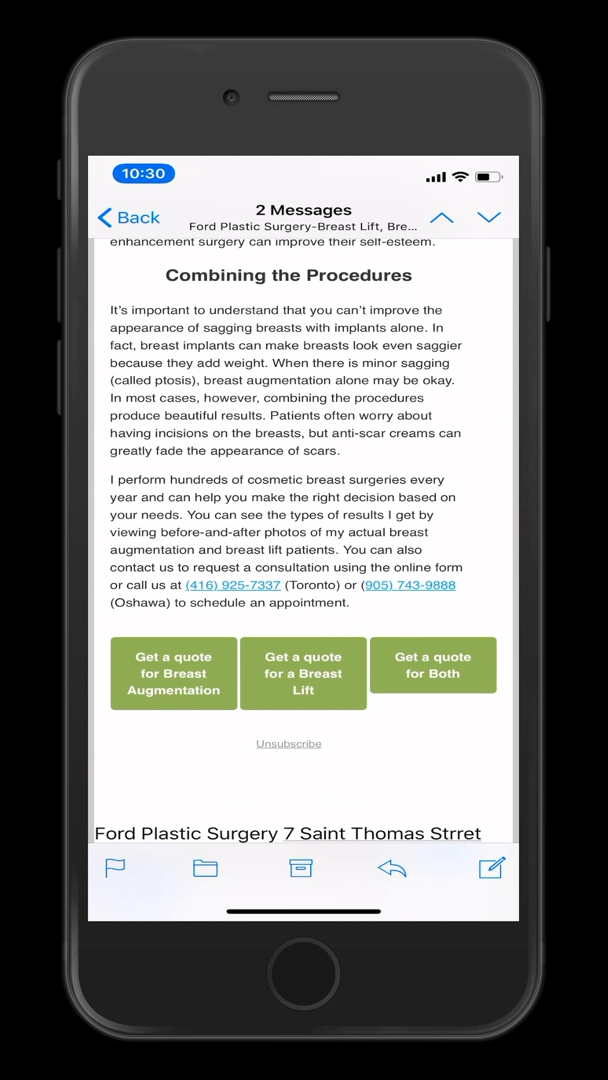 10:30
Back
2 Messages
Ford Plastic Surgery-Breast Lift, Bre...
enhancement surgery can improve their self-esteem.
Combining the Procedures
It's important to understand that you can't improve the
appearance of sagging breasts with implants alone. In
fact, breast implants can make breasts look even saggier
because they add weight. When there is minor sagging
(called ptosis), breast augmentation alone may be okay.
In most cases, however, combining the procedures
produce beautiful results. Patients often worry about
having incisions on the breasts, but anti-scar creams can
greatly fade the appearance of scars.
I perform hundreds of cosmetic breast surgeries every
year and can help you make the right decision based on
your needs. You can see the types of results I get by
viewing before-and-after photos of my actual breast
augmentation and breast lift patients. You can also
contact us to request a consultation using the online form
or call us at (416) 925-7337 (Toronto) or (905) 743-9888
(Oshawa) to schedule an appointment.
Get a quote
for Breast
Augmentation
Get a quote
for a Breast
Lift
Get a quote
for Both
Unsubscribe
Ford Plastic Surgery 7 Saint Thomas Strret